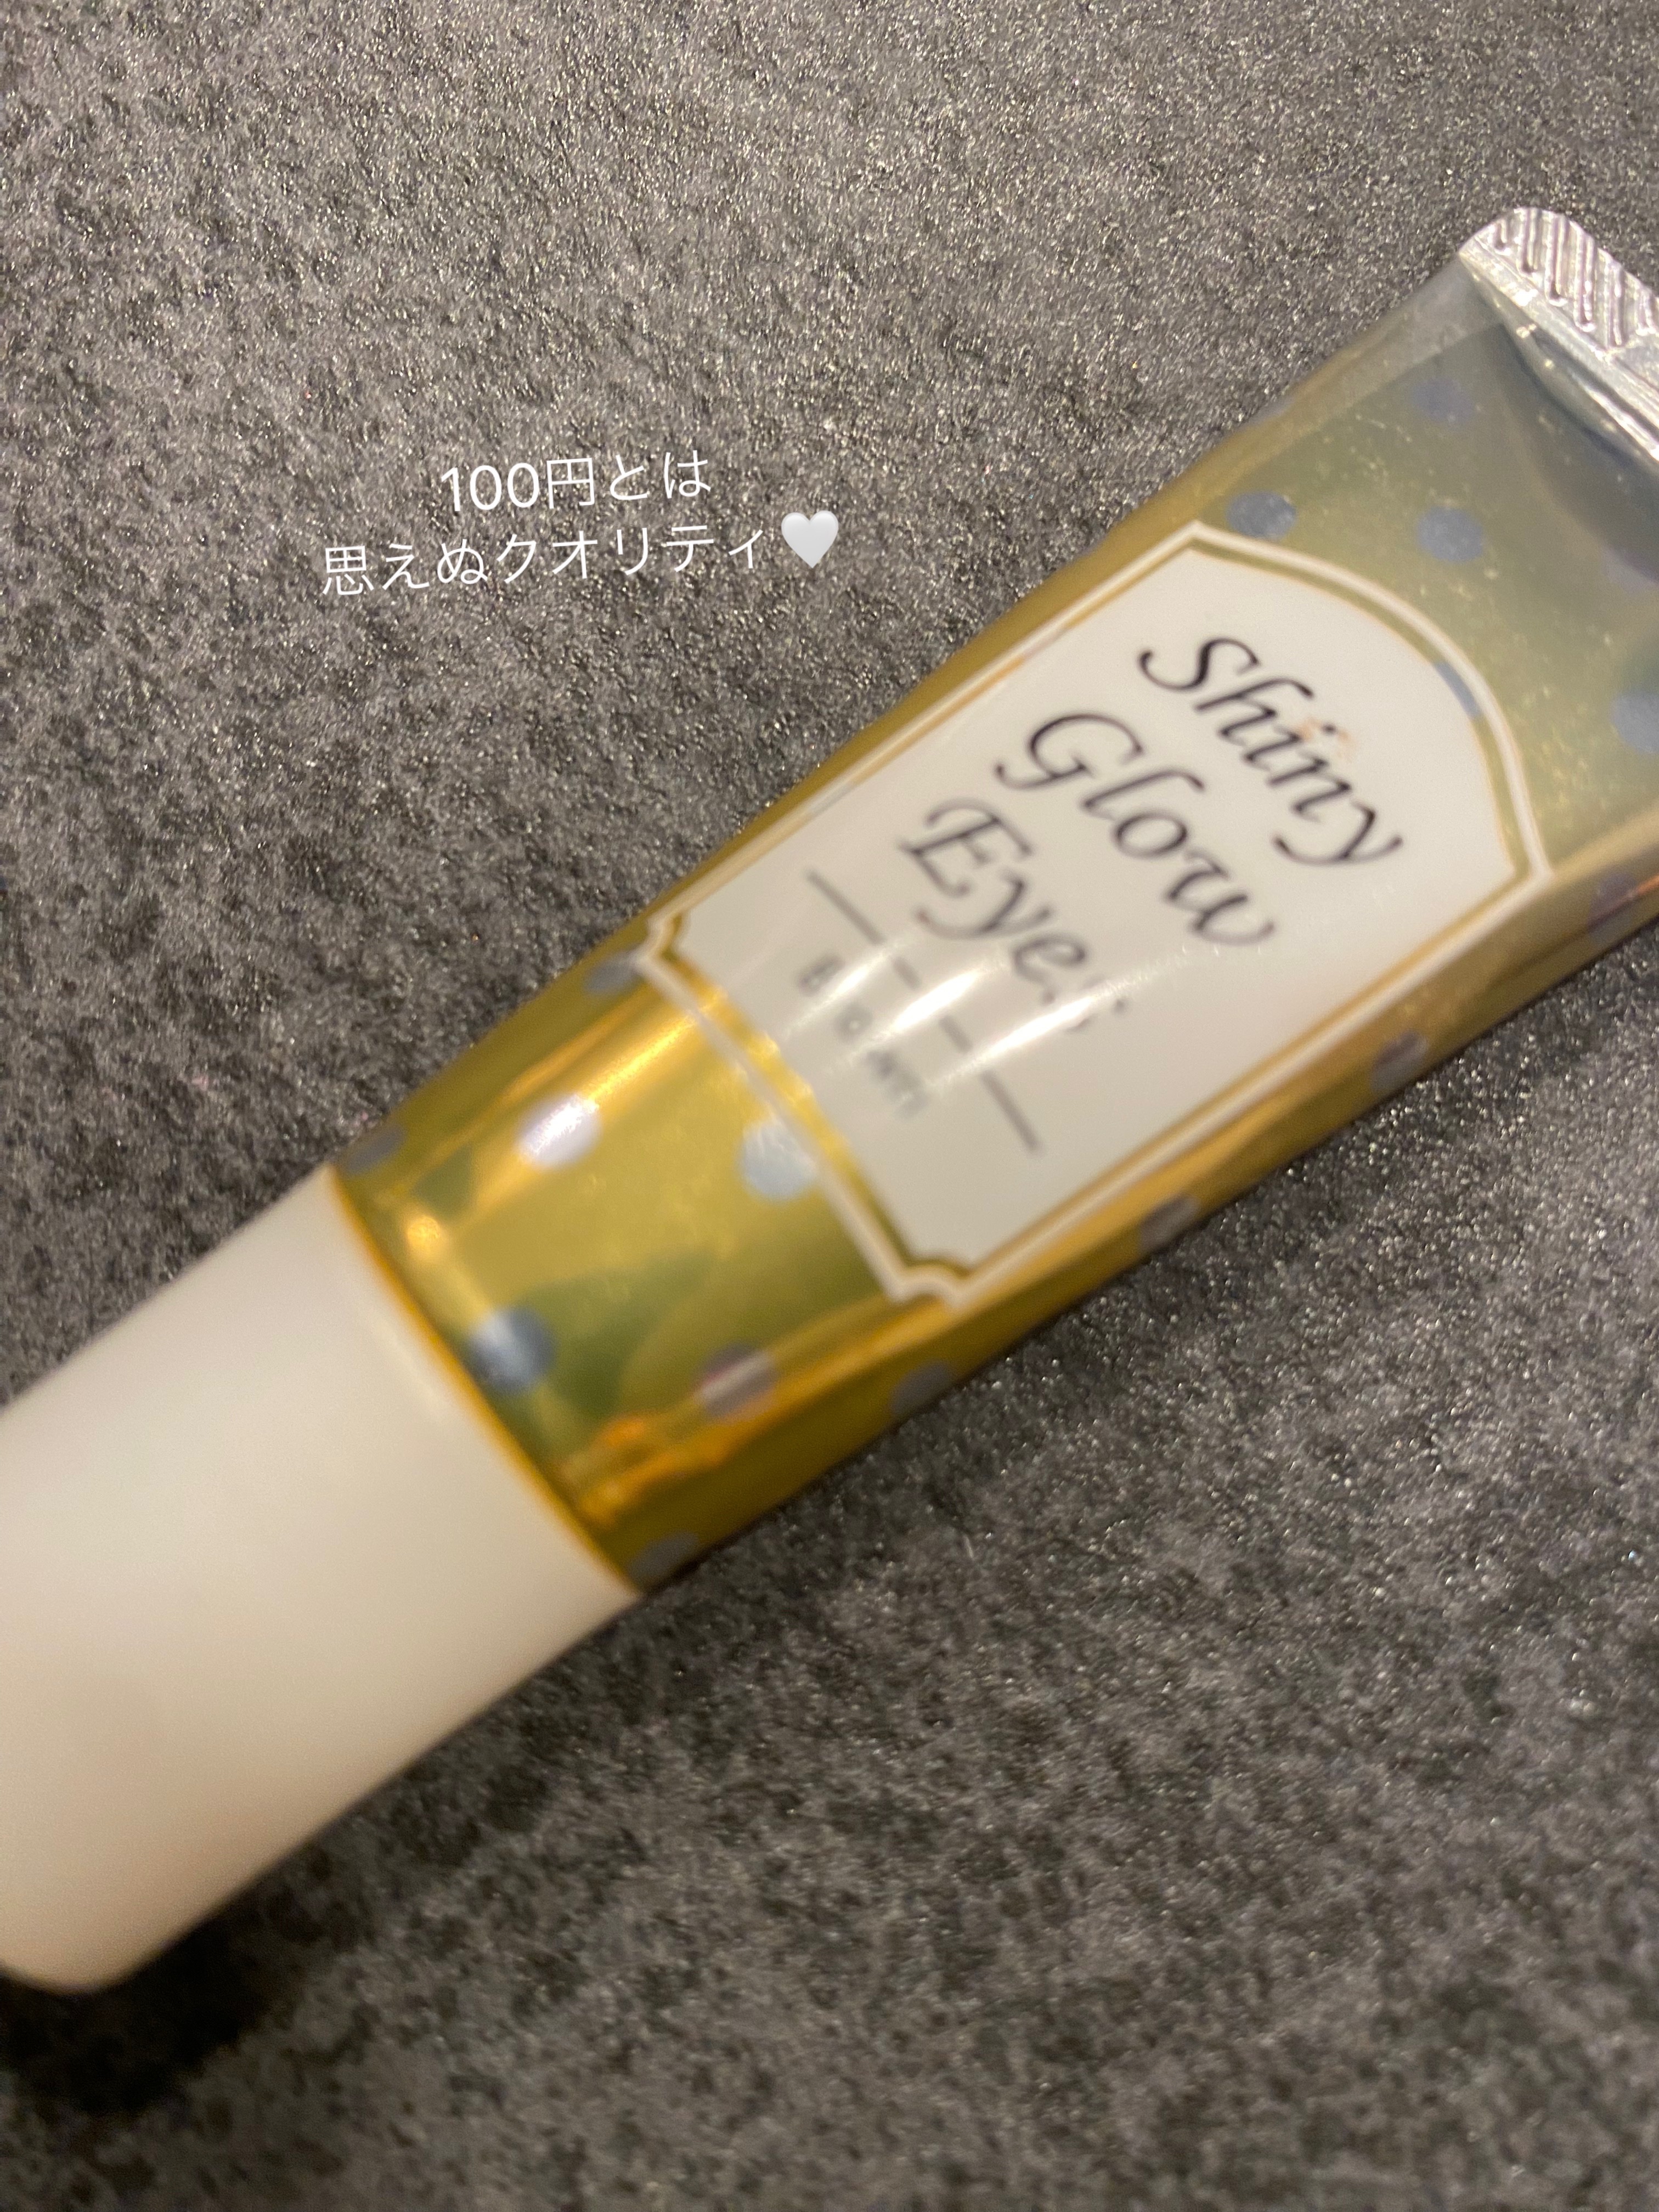 100円とは
思えぬクオリティ🤍
Shiny
Glow
Eyes